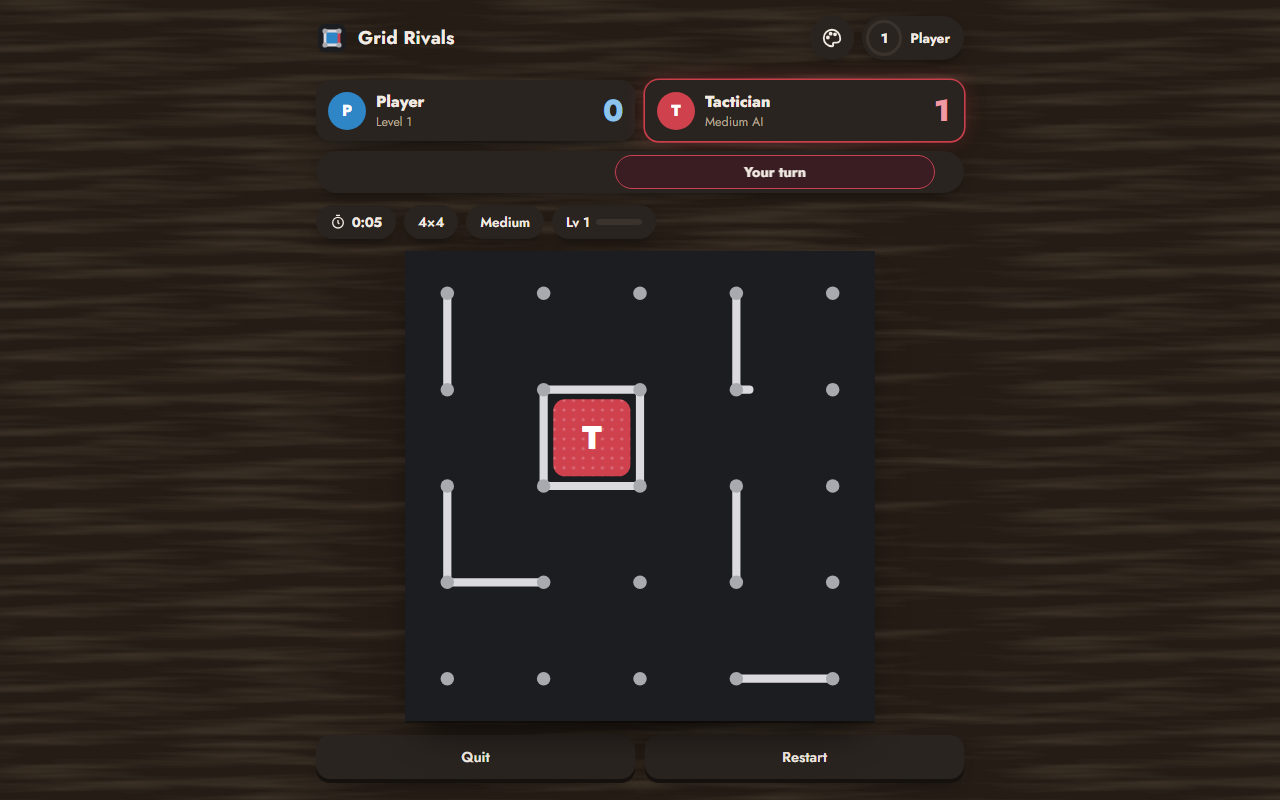 Grid Rivals
1 Player
P Player
Level 1
0
T Tactician
Medium AI
1
Your turn
0:05
4×4
Medium
Lv 1
T
Quit
Restart